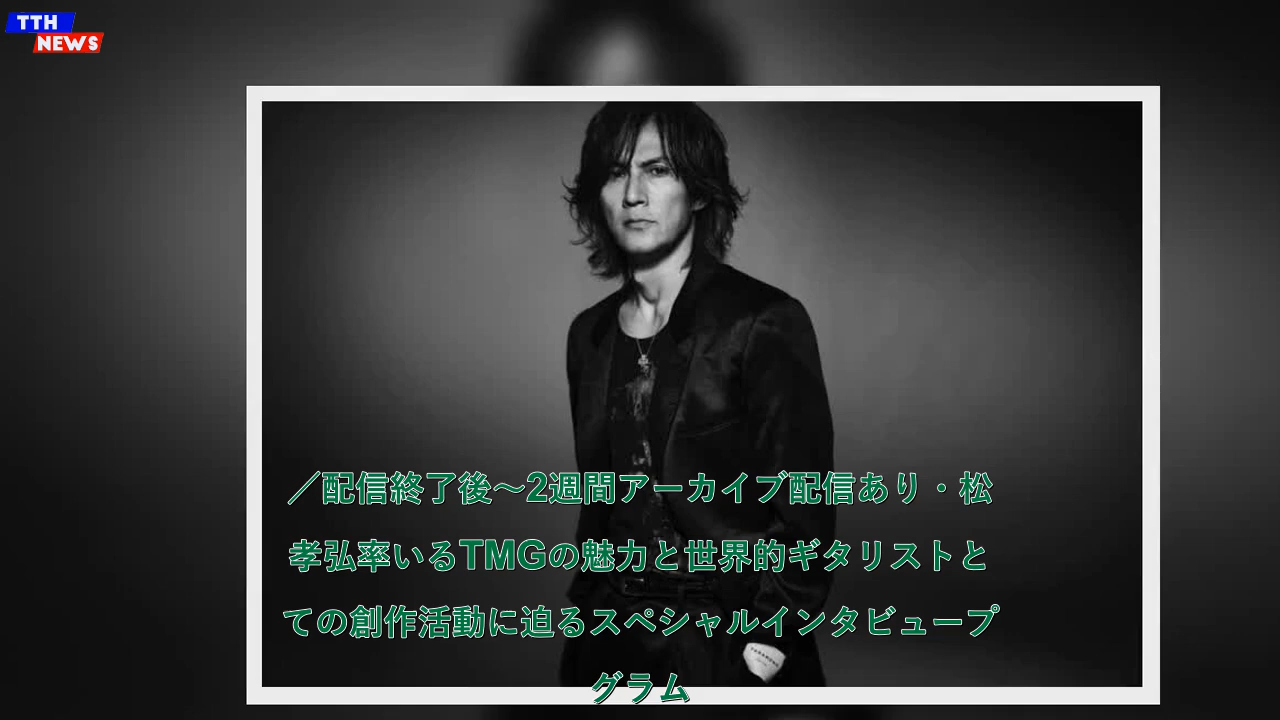 TTH
NEWS
／配信終了後～2週間アーカイブ配信あり・松
孝弘率いるTMGの魅力と世界的ギタリストと
ての創作活動に迫るスペシャルインタビュープ
グラム